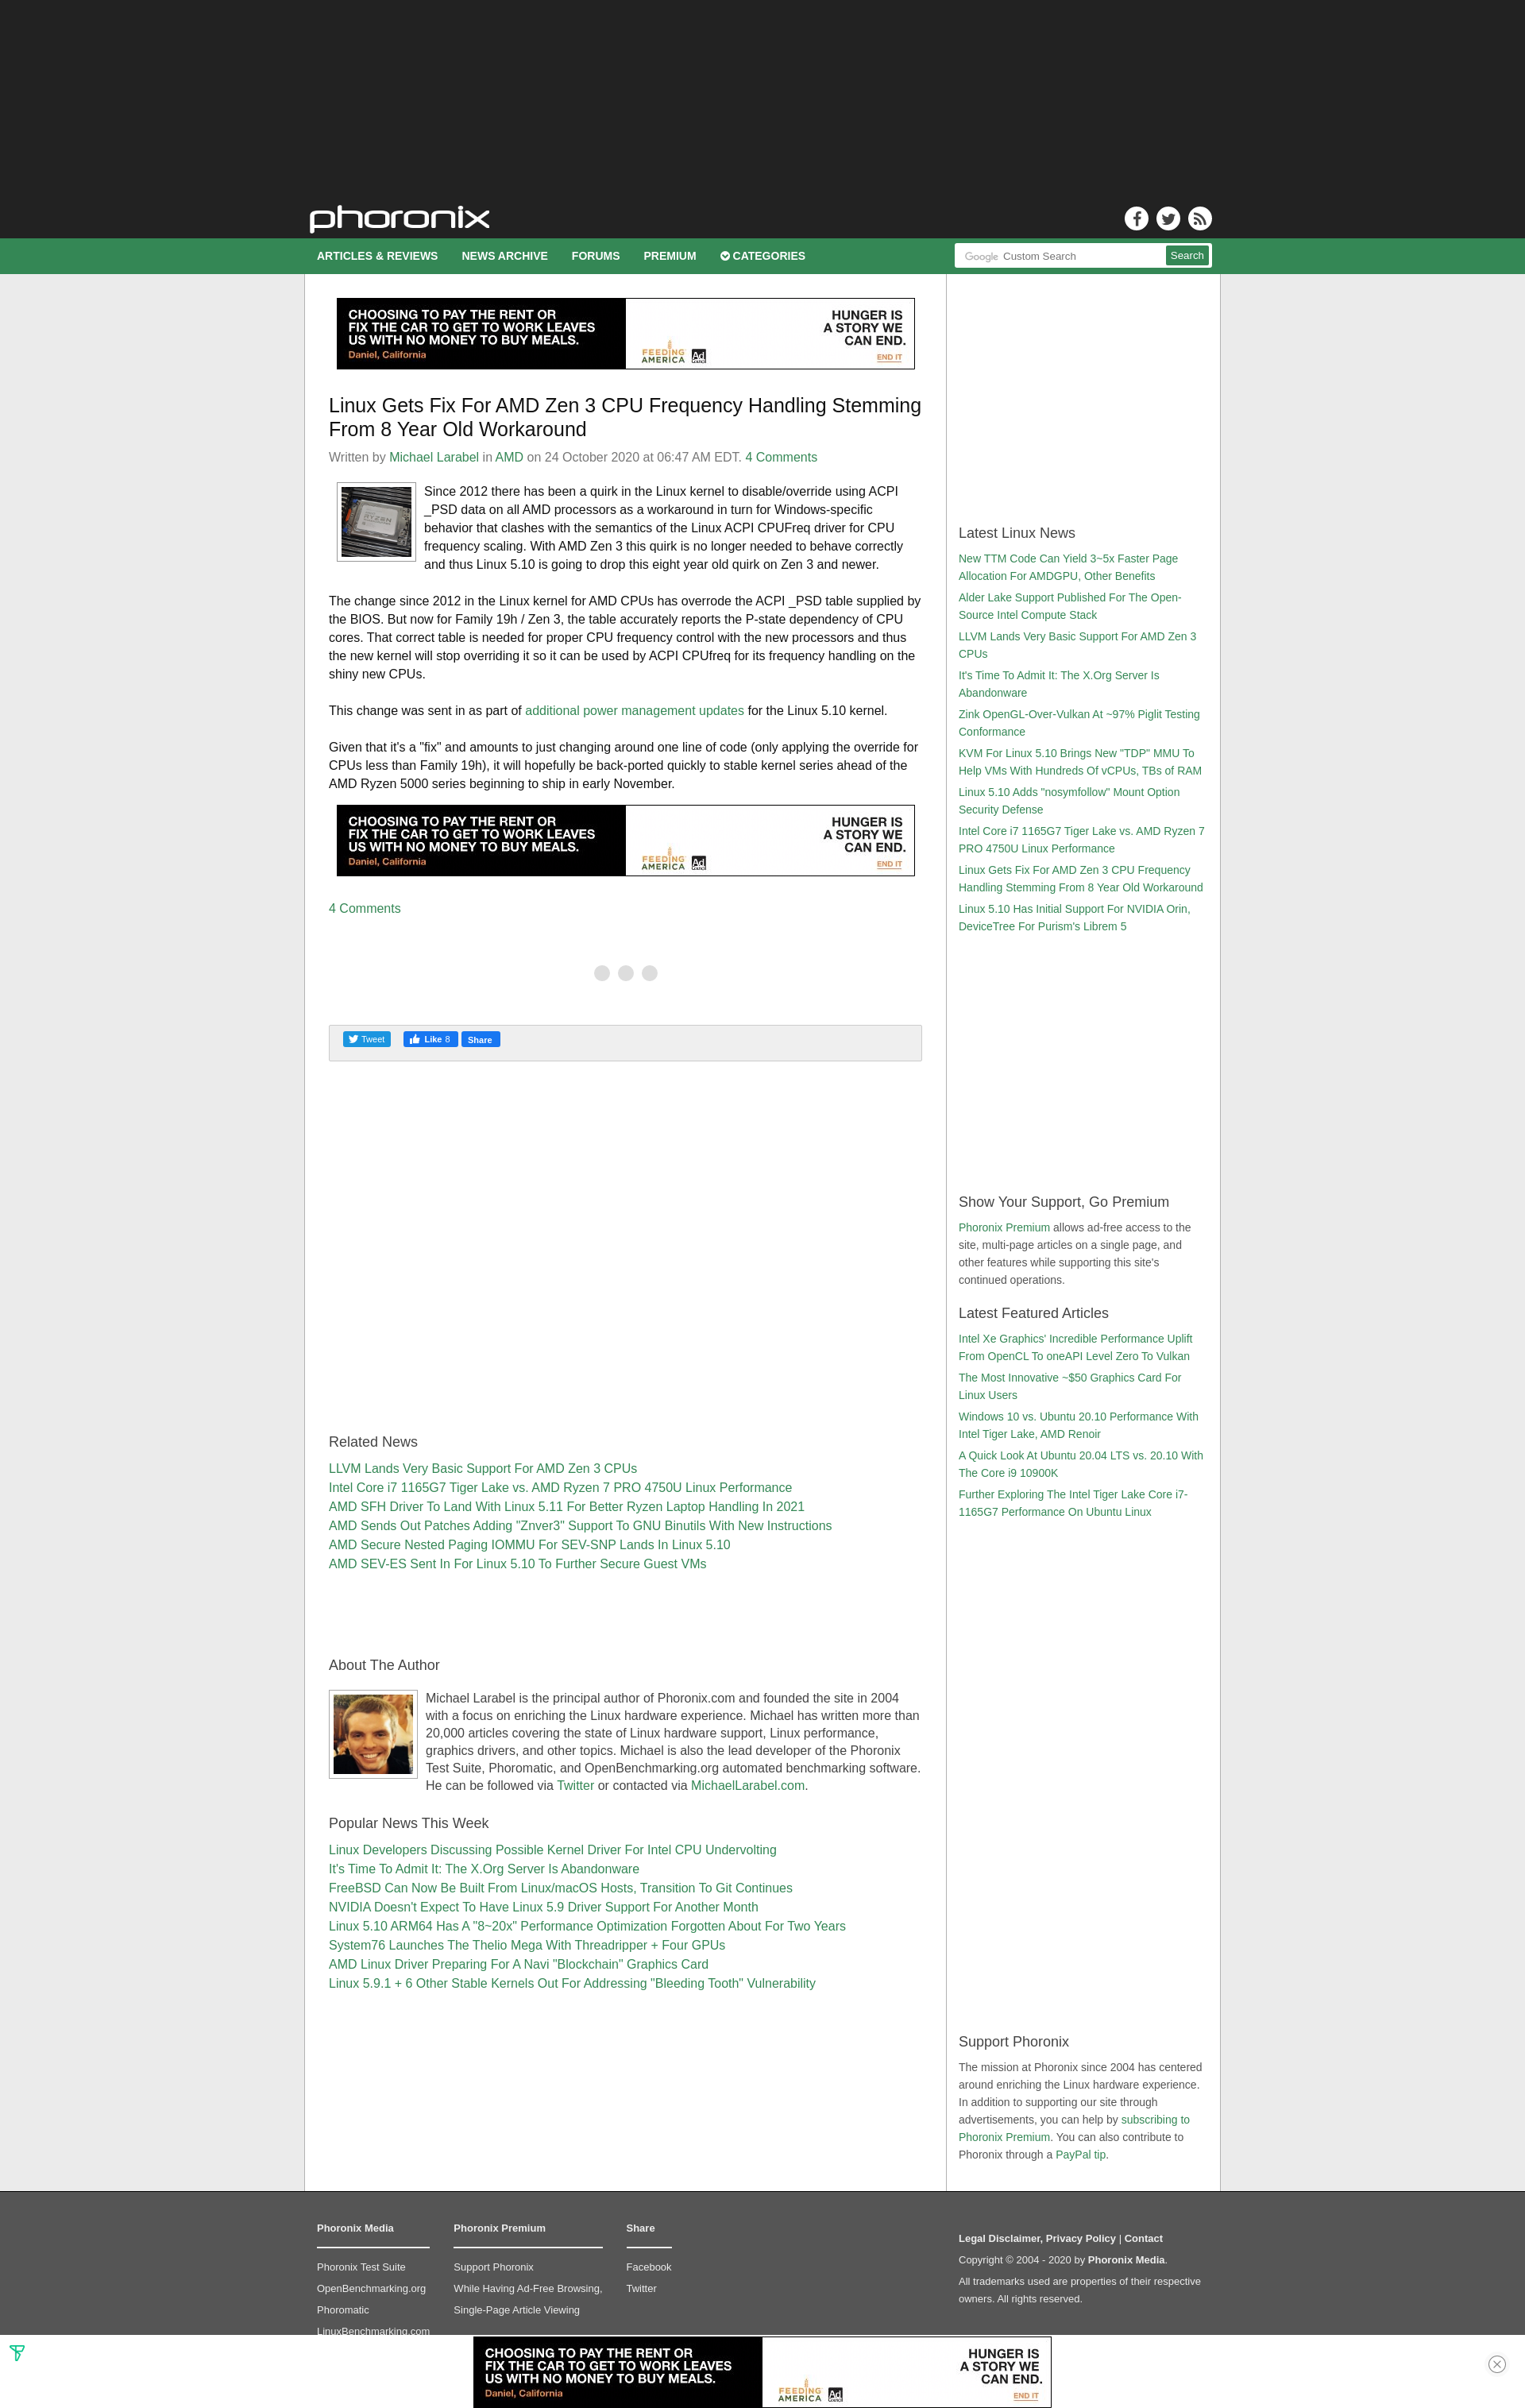 phoronix
ARTICLES & REVIEWS NEWS ARCHIVE FORUMS PREMIUM CATEGORIES
Google Custom Search Search
CHOOSING TO PAY THE RENT OR
FIX THE CAR TO GET TO WORK LEAVES
US WITH NO MONEY TO BUY MEALS.
Daniel, California
FEEDING
AMERICA
Ad
HUNGER IS
A STORY WE
CAN END.
END IT
Linux Gets Fix For AMD Zen 3 CPU Frequency Handling Stemming
From 8 Year Old Workaround
Written by Michael Larabel in AMD on 24 October 2020 at 06:47 AM EDT. 4 Comments
RYZEN
Since 2012 there has been a quirk in the Linux kernel to disable/override using ACPI
_PSD data on all AMD processors as a workaround in turn for Windows-specific
behavior that clashes with the semantics of the Linux ACPI CPUFreq driver for CPU
frequency scaling. With AMD Zen 3 this quirk is no longer needed to behave correctly
and thus Linux 5.10 is going to drop this eight year old quirk on Zen 3 and newer.
The change since 2012 in the Linux kernel for AMD CPUs has overrode the ACPI _PSD table supplied by
the BIOS. But now for Family 19h / Zen 3, the table accurately reports the P-state dependency of CPU
cores. That correct table is needed for proper CPU frequency control with the new processors and thus
the new kernel will stop overriding it so it can be used by ACPI CPUfreq for its frequency handling on the
shiny new CPUs.
This change was sent in as part of additional power management updates for the Linux 5.10 kernel.
Given that it's a "fix" and amounts to just changing around one line of code (only applying the override for
CPUs less than Family 19h), it will hopefully be back-ported quickly to stable kernel series ahead of the
AMD Ryzen 5000 series beginning to ship in early November.
CHOOSING TO PAY THE RENT OR
FIX THE CAR TO GET TO WORK LEAVES
US WITH NO MONEY TO BUY MEALS.
Daniel, California
FEEDING
AMERICA
Ad
HUNGER IS
A STORY WE
CAN END.
END IT
4 Comments
Tweet Like 8 Share
Related News
LLVM Lands Very Basic Support For AMD Zen 3 CPUs
Intel Core i7 1165G7 Tiger Lake vs. AMD Ryzen 7 PRO 4750U Linux Performance
AMD SFH Driver To Land With Linux 5.11 For Better Ryzen Laptop Handling In 2021
AMD Sends Out Patches Adding "Znver3" Support To GNU Binutils With New Instructions
AMD Secure Nested Paging IOMMU For SEV-SNP Lands In Linux 5.10
AMD SEV-ES Sent In For Linux 5.10 To Further Secure Guest VMs
About The Author
Michael Larabel is the principal author of Phoronix.com and founded the site in 2004
with a focus on enriching the Linux hardware experience. Michael has written more than
20,000 articles covering the state of Linux hardware support, Linux performance,
graphics drivers, and other topics. Michael is also the lead developer of the Phoronix
Test Suite, Phoromatic, and OpenBenchmarking.org automated benchmarking software.
He can be followed via Twitter or contacted via MichaelLarabel.com.
Popular News This Week
Linux Developers Discussing Possible Kernel Driver For Intel CPU Undervolting
It's Time To Admit It: The X.Org Server Is Abandonware
FreeBSD Can Now Be Built From Linux/macOS Hosts, Transition To Git Continues
NVIDIA Doesn't Expect To Have Linux 5.9 Driver Support For Another Month
Linux 5.10 ARM64 Has A "8~20x" Performance Optimization Forgotten About For Two Years
System76 Launches The Thelio Mega With Threadripper + Four GPUs
AMD Linux Driver Preparing For A Navi "Blockchain" Graphics Card
Linux 5.9.1 + 6 Other Stable Kernels Out For Addressing "Bleeding Tooth" Vulnerability
Latest Linux News
New TTM Code Can Yield 3~5x Faster Page
Allocation For AMDGPU, Other Benefits
Alder Lake Support Published For The Open-
Source Intel Compute Stack
LLVM Lands Very Basic Support For AMD Zen 3
CPUs
It's Time To Admit It: The X.Org Server Is
Abandonware
Zink OpenGL-Over-Vulkan At ~97% Piglit Testing
Conformance
KVM For Linux 5.10 Brings New "TDP" MMU To
Help VMs With Hundreds Of vCPUs, TBs of RAM
Linux 5.10 Adds "nosymfollow" Mount Option
Security Defense
Intel Core i7 1165G7 Tiger Lake vs. AMD Ryzen 7
PRO 4750U Linux Performance
Linux Gets Fix For AMD Zen 3 CPU Frequency
Handling Stemming From 8 Year Old Workaround
Linux 5.10 Has Initial Support For NVIDIA Orin,
DeviceTree For Purism's Librem 5
Show Your Support, Go Premium
Phoronix Premium allows ad-free access to the
site, multi-page articles on a single page, and
other features while supporting this site's
continued operations.
Latest Featured Articles
Intel Xe Graphics' Incredible Performance Uplift
From OpenCL To oneAPI Level Zero To Vulkan
The Most Innovative ~$50 Graphics Card For
Linux Users
Windows 10 vs. Ubuntu 20.10 Performance With
Intel Tiger Lake, AMD Renoir
A Quick Look At Ubuntu 20.04 LTS vs. 20.10 With
The Core i9 10900K
Further Exploring The Intel Tiger Lake Core i7-
1165G7 Performance On Ubuntu Linux
Support Phoronix
The mission at Phoronix since 2004 has centered
around enriching the Linux hardware experience.
In addition to supporting our site through
advertisements, you can help by subscribing to
Phoronix Premium. You can also contribute to
Phoronix through a PayPal tip.
Phoronix Media
Phoronix Test Suite
OpenBenchmarking.org
Phoromatic
LinuxBenchmarking.com
Phoronix Premium
Support Phoronix
While Having Ad-Free Browsing,
Single-Page Article Viewing
Share
Facebook
Twitter
Legal Disclaimer, Privacy Policy | Contact
Copyright © 2004 - 2020 by Phoronix Media.
All trademarks used are properties of their respective
owners. All rights reserved.
CHOOSING TO PAY THE RENT OR
FIX THE CAR TO GET TO WORK LEAVES
US WITH NO MONEY TO BUY MEALS.
Daniel, California
FEEDING
AMERICA
Ad
HUNGER IS
A STORY WE
CAN END.
END IT